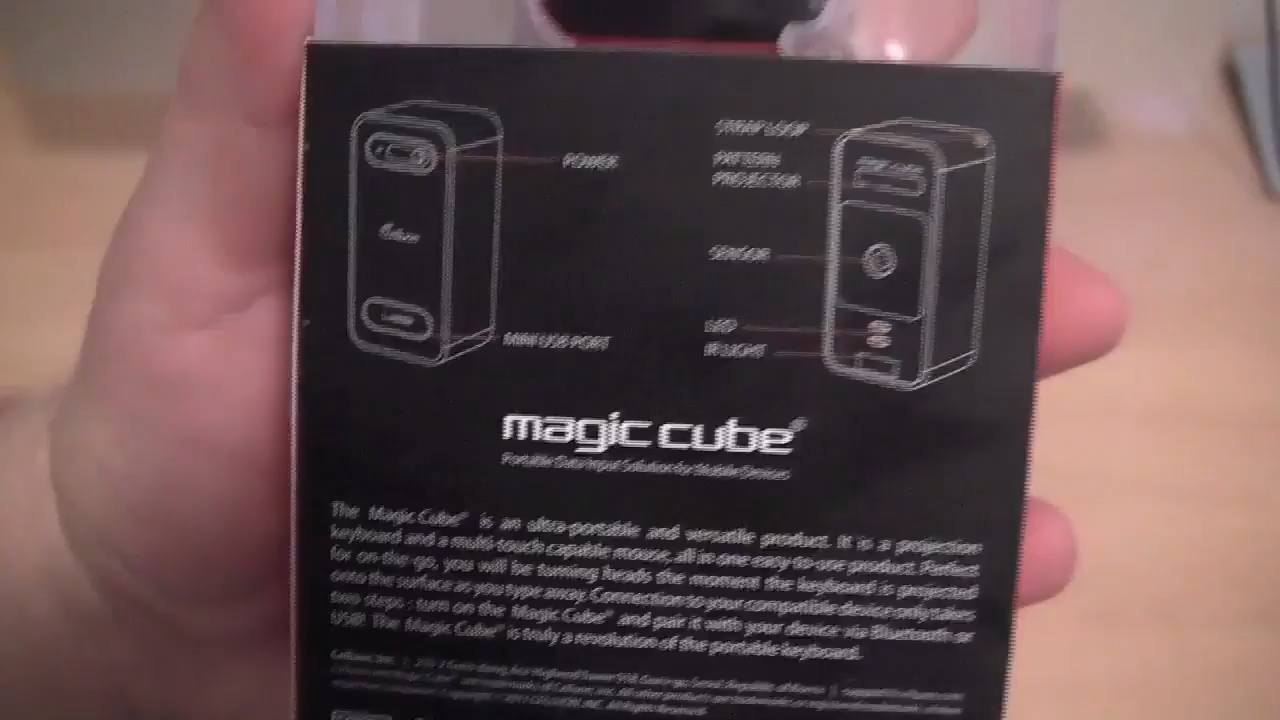 POWER
MINI USB PORT
STRAP LOOP
PATTERN
PROJECTOR
SENSOR
LED
IR LIGHT
magic cube®
Portable Data Input Solution for Mobile Devices
The Magic Cube® is an ultra-portable and versatile product. It is a projection
keyboard and a multi-touch capable mouse, all in one easy to use product. Perfect
for on-the-go, you will be turning heads the moment the keyboard is projected
onto the surface as you type away. Connection to your compatible device only takes
two steps : turn on the Magic Cube® and pair it with your device via Bluetooth or
USB! The Magic Cube® is truly a revolution of the portable keyboard.
Celluon, Inc.